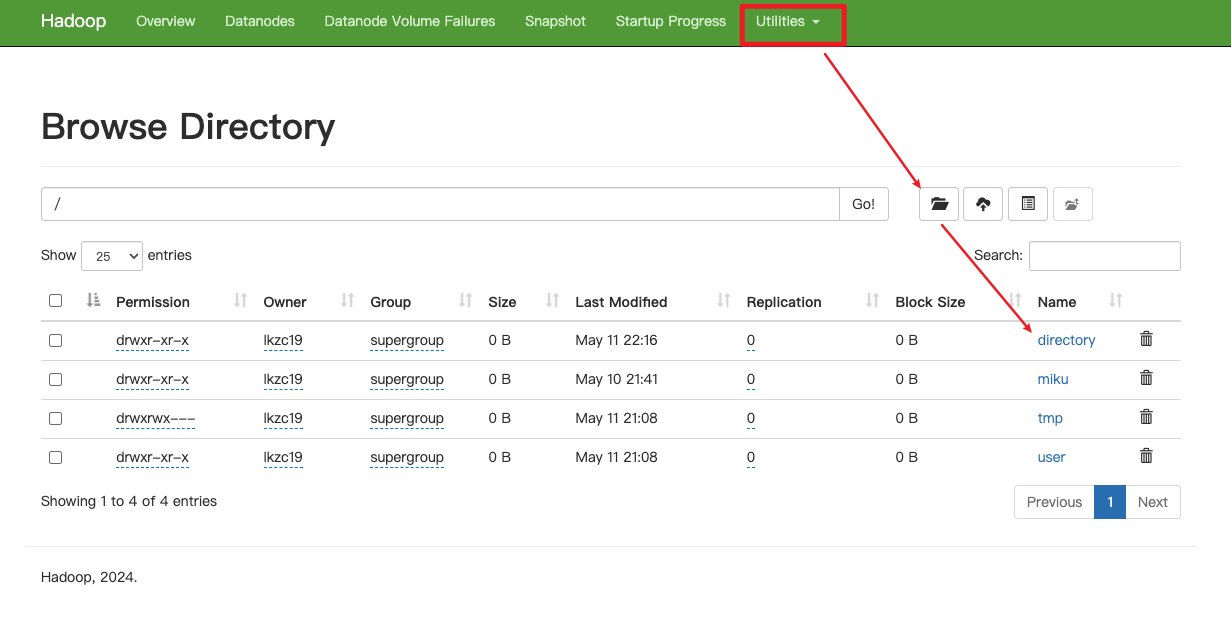 Hadoop Overview Datanodes Datanode Volume Failures Snapshot Startup Progress Utilities
Browse Directory
/ Go!
Show 25 entries Search:
Permission Owner Group Size Last Modified Replication Block Size Name
drwxr-xr-x lkzc19 supergroup 0 B May 11 22:16 0 0 B directory
drwxr-xr-x lkzc19 supergroup 0 B May 10 21:41 0 0 B miku
drwxrwx--- lkzc19 supergroup 0 B May 11 21:08 0 0 B tmp
drwxr-xr-x lkzc19 supergroup 0 B May 11 21:08 0 0 B user
Showing 1 to 4 of 4 entries Previous 1 Next
Hadoop, 2024.